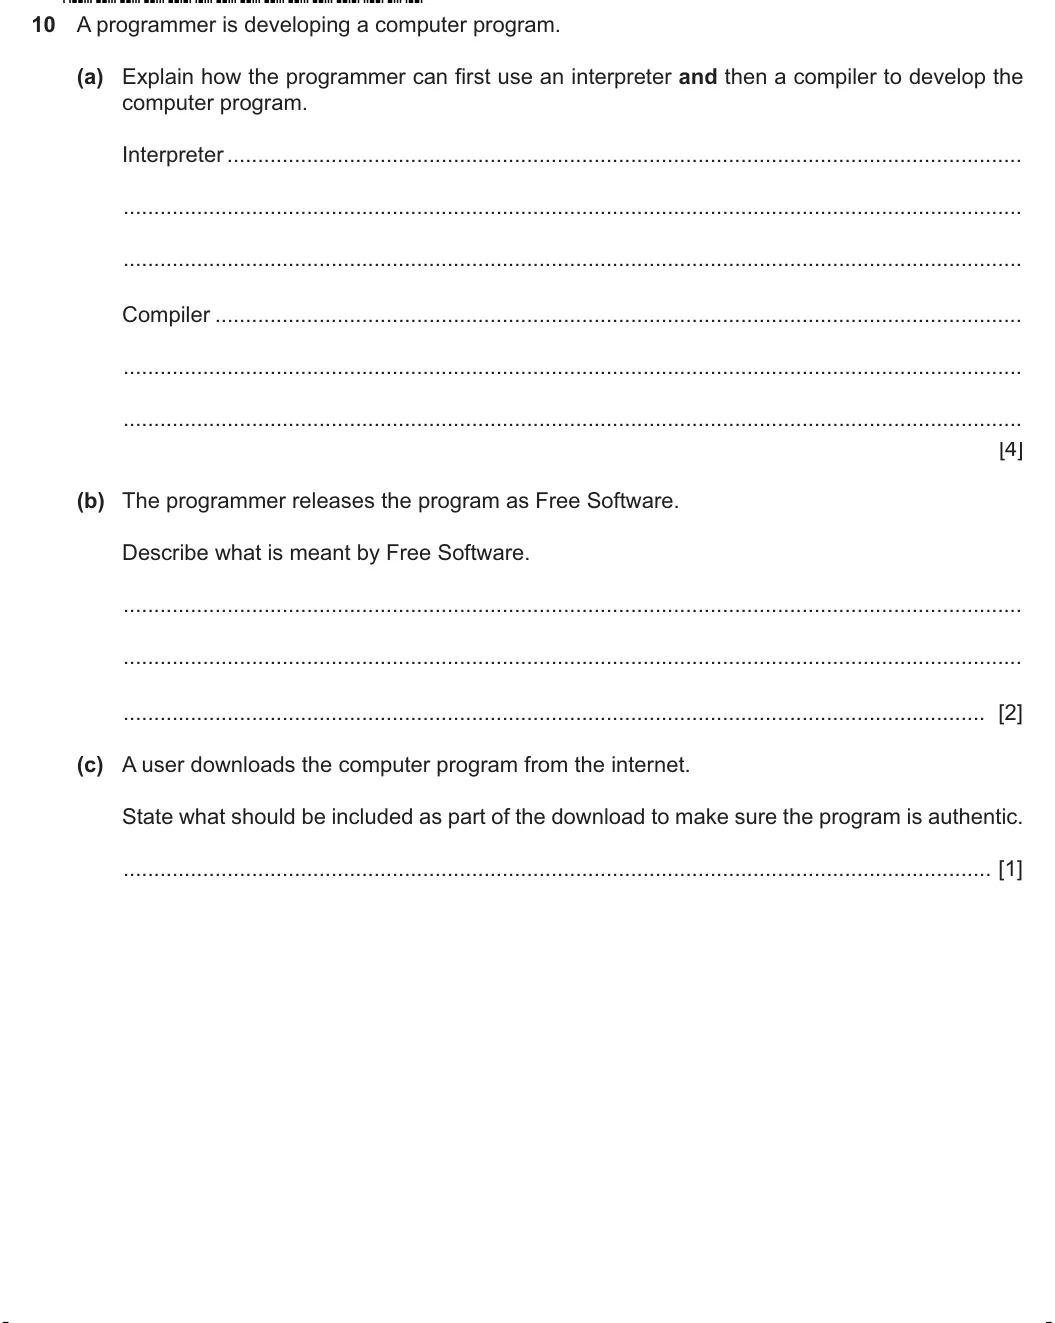 10 A programmer is developing a computer program.
(a) Explain how the programmer can first use an interpreter and then a compiler to develop the
computer program.
Interpreter ....................................................................................................................................
....................................................................................................................................................
....................................................................................................................................................
Compiler ......................................................................................................................................
....................................................................................................................................................
....................................................................................................................................................
[4]
(b) The programmer releases the program as Free Software.
Describe what is meant by Free Software.
....................................................................................................................................................
....................................................................................................................................................
.............................................................................................................................................. [2]
(c) A user downloads the computer program from the internet.
State what should be included as part of the download to make sure the program is authentic.
............................................................................................................................................... [1]